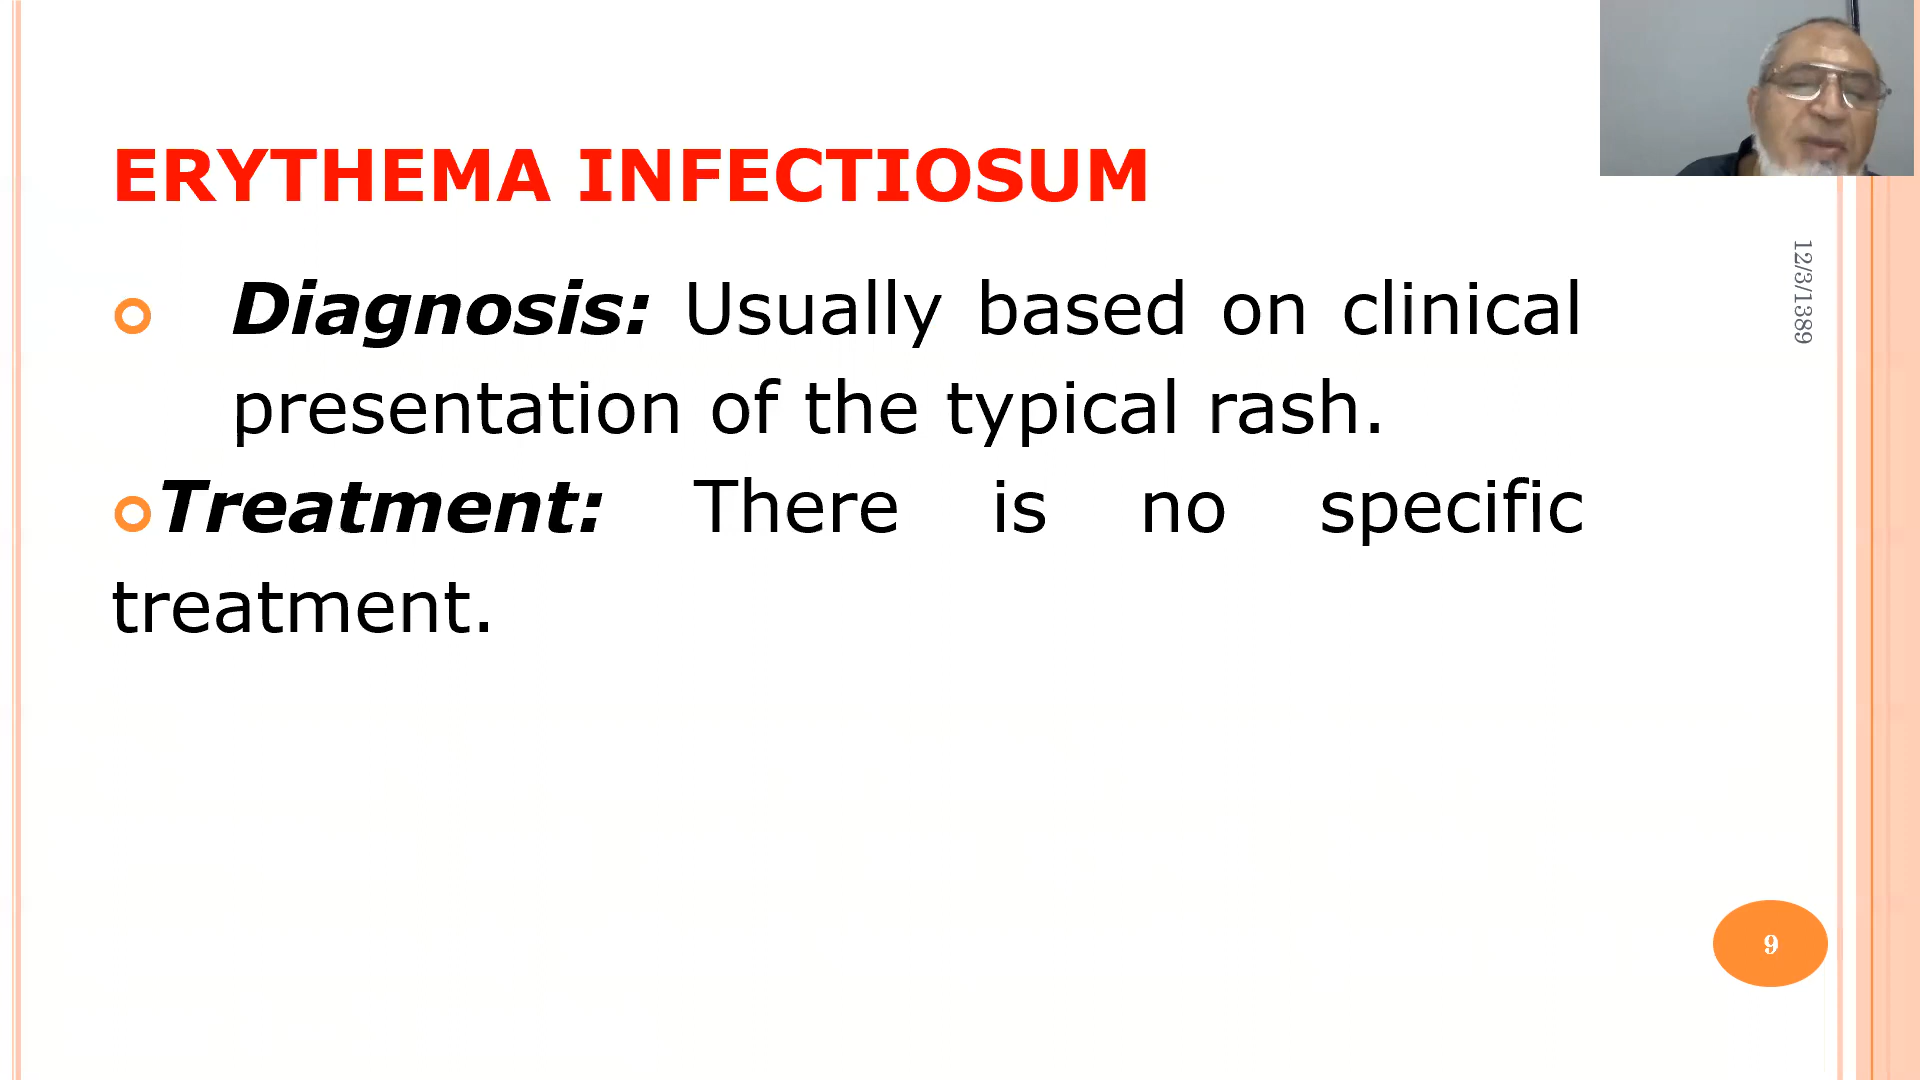 ERYTHEMA INFECTIOSUM
Diagnosis: Usually based on clinical
presentation of the typical rash.
Treatment: There is no specific
treatment.
12/3/1389
9